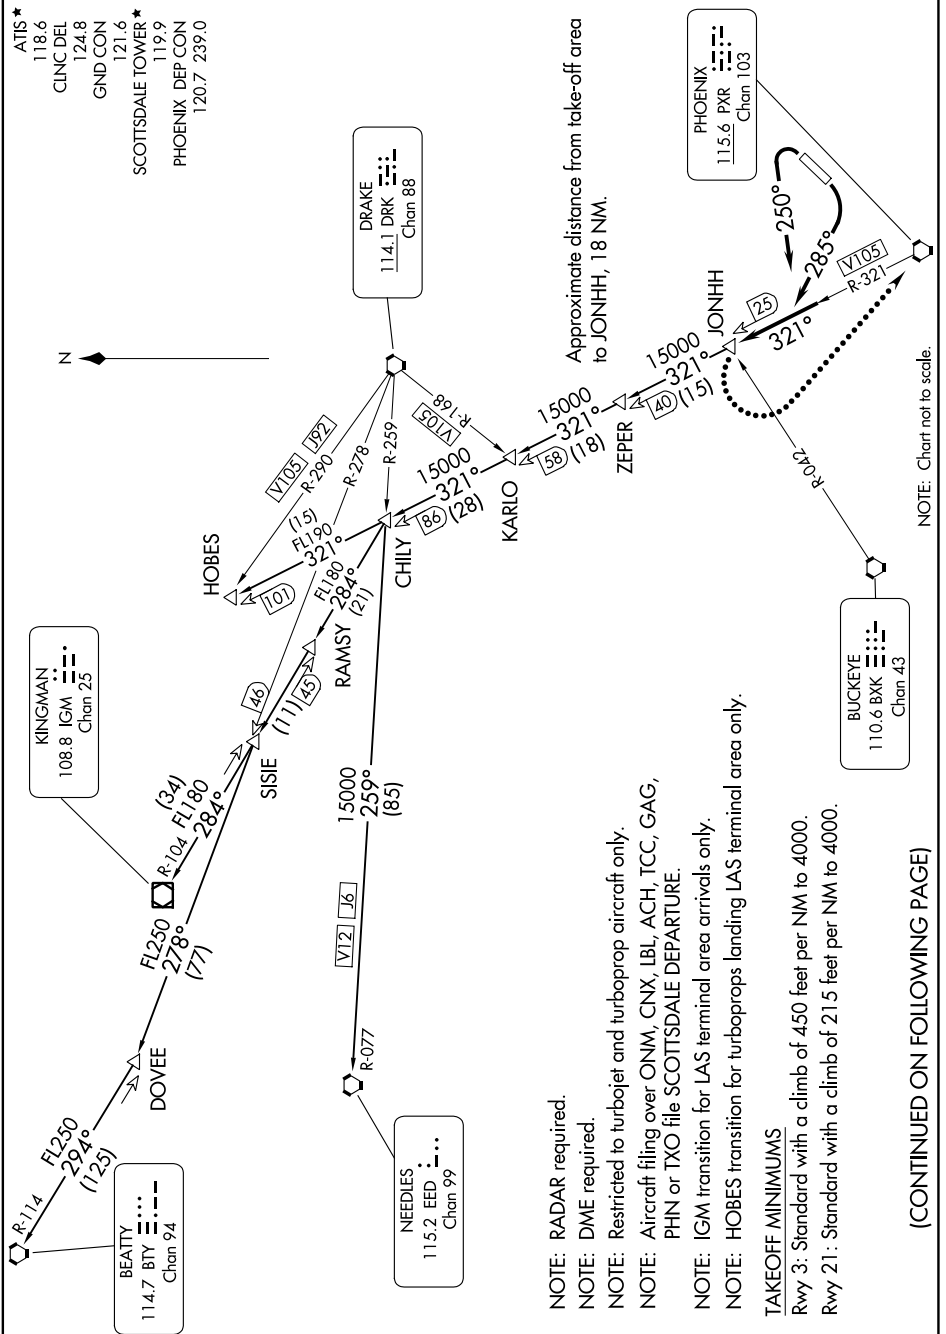 ATIS★
118.6
CLNC DEL
124.8
GND CON
121.6
SCOTTSDALE TOWER★
119.9
PHOENIX DEP CON
120.7 239.0
N
KINGMAN
108.8 IGM
Chan 25
DRAKE
114.1 DRK
Chan 88
PHOENIX
115.6 PXR
Chan 103
BEATTY
114.7 BTY
Chan 94
NEEDLES
115.2 EED
Chan 99
BUCKEYE
110.6 BXK
Chan 43
Approximate distance from take-off area
to JONHH, 18 NM.
R-114
FL250
294°
(125)
DOVEE
FL250
278°
(77)
R-104
(34)
FL180
284°
SISIE
46
(11)
45
RAMSY
FL180
284°
(21)
HOBES
101
(15)
FL190
321°
V105
J92
R-290
R-278
R-259
R-168
V105
CHILY
15000
259°
(85)
V12
J6
R-077
15000
321°
86
(28)
KARLO
15000
321°
58
(18)
ZEPER
15000
321°
40
(15)
JONHH
25
321°
V105
R-321
250°
285°
R-042
NOTE: RADAR required.
NOTE: DME required.
NOTE: Restricted to turbojet and turboprop aircraft only.
NOTE: Aircraft filing over ONM, CNX, LBL, ACH, TCC, GAG,
PHN or TXO file SCOTTSDALE DEPARTURE.
NOTE: IGM transition for LAS terminal area arrivals only.
NOTE: HOBES transition for turboprops landing LAS terminal area only.
TAKEOFF MINIMUMS
Rwy 3: Standard with a climb of 450 feet per NM to 4000.
Rwy 21: Standard with a climb of 215 feet per NM to 4000.
NOTE: Chart not to scale.
(CONTINUED ON FOLLOWING PAGE)